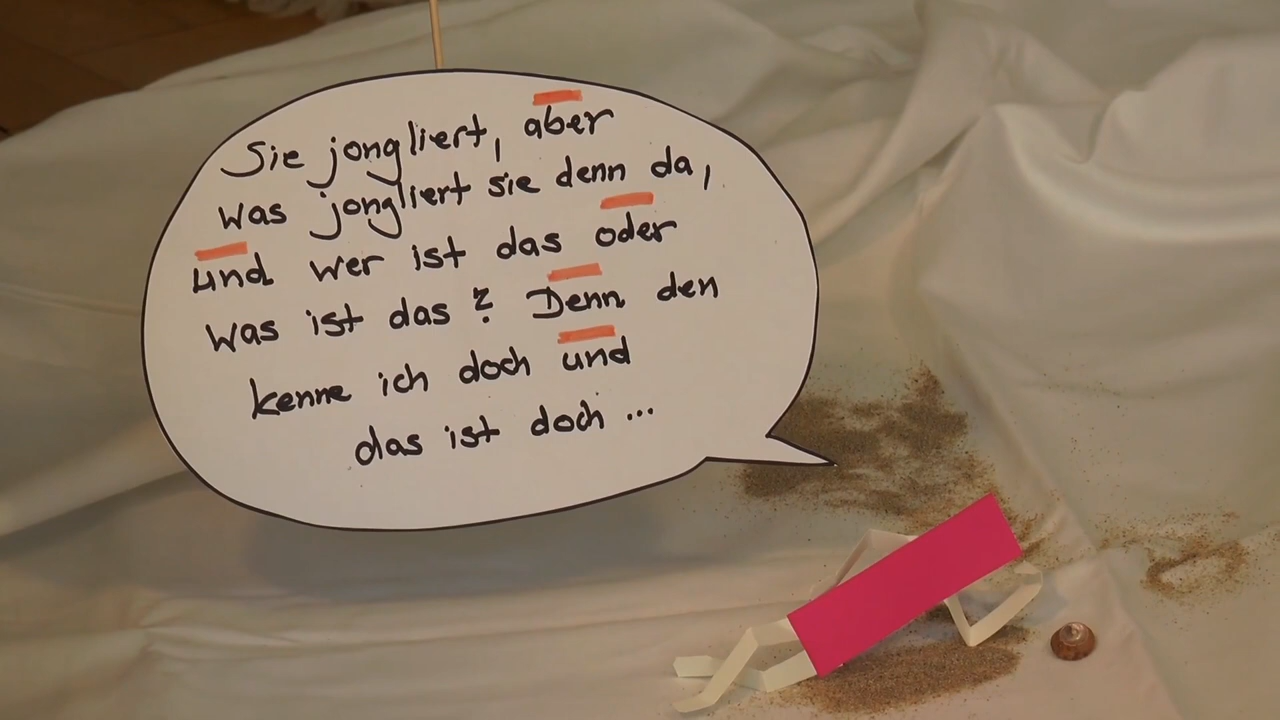 Sie jongliert, aber
was jongliert sie denn da,
und wer ist das oder
was ist das? Denn den
kenne ich doch und
das ist doch...